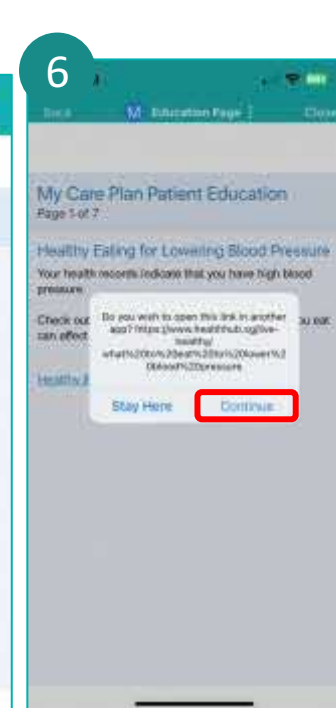 6
Back M Education Page Close
My Care Plan Patient Education
Page 1 of 7
Healthy Eating for Lowering Blood Pressure
Your health records indicate that you have high blood
pressure.
Check out
ou eat
can affect
Do you wish to open this link in another
app? https://www.healthhub.sg/live-
healthy/
what%20to%20eat%20to%20lower%2
0blood%20pressure
Stay Here Continue